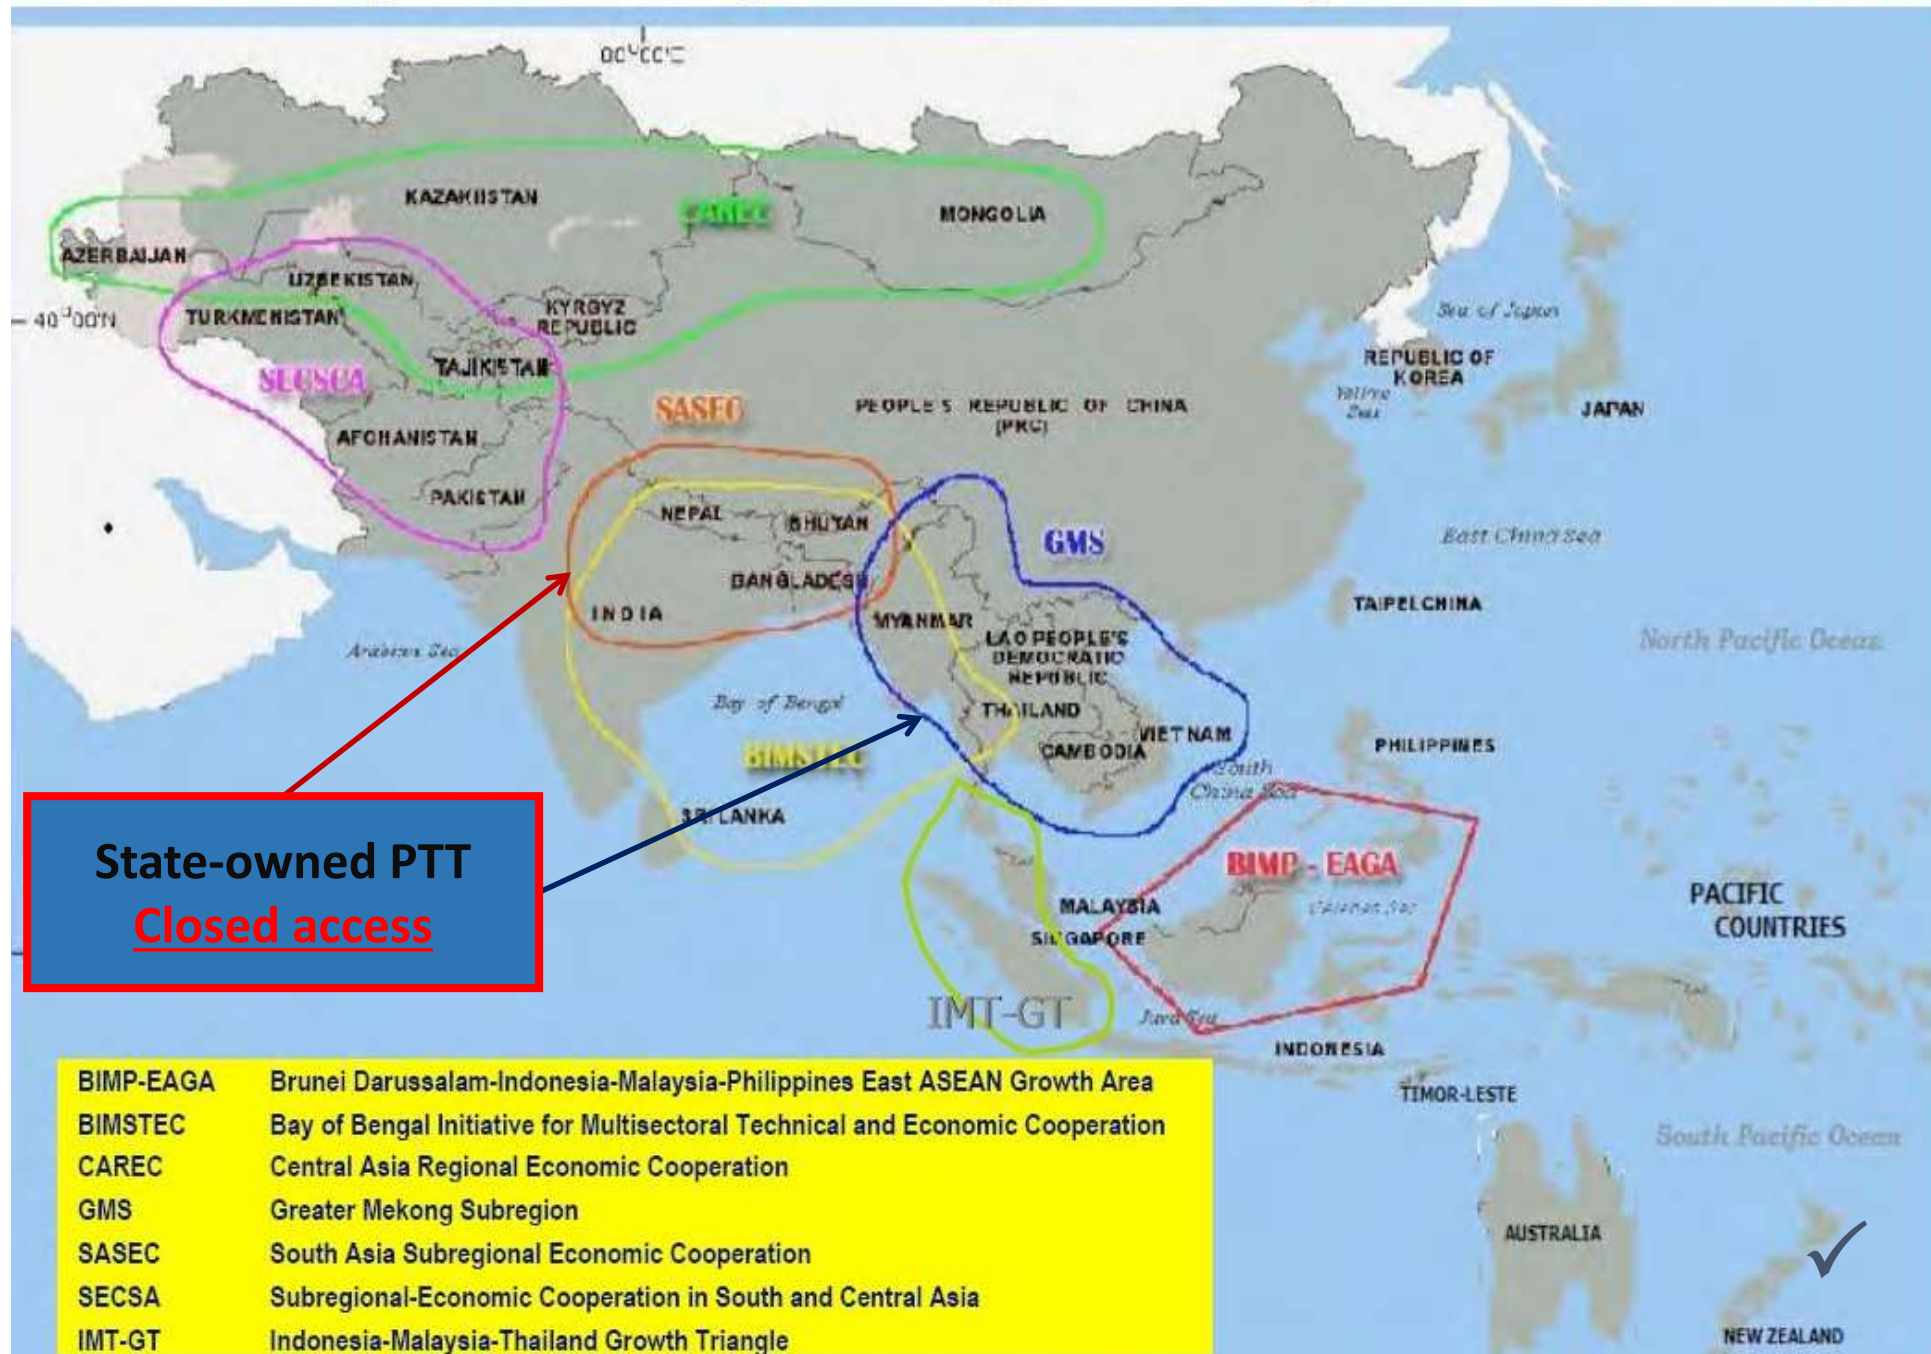 KAZAKHSTAN
CAREC
MONGOLIA
AZERBAIJAN
UZBEKISTAN
40°00'N
TURKMENISTAN
KYRGYZ
REPUBLIC
Sea of Japan
TAJIKISTAN
SECSCA
REPUBLIC OF
KOREA
Yellow
Sea
SASEC
PEOPLE'S REPUBLIC OF CHINA
(PRC)
JAPAN
AFGHANISTAN
PAKISTAN
NEPAL
BHUTAN
GMS
East China Sea
BANGLADESH
INDIA
MYANMAR
TAIPEI,CHINA
LAO PEOPLE'S
DEMOCRATIC
REPUBLIC
Arabian Sea
North Pacific Ocean
Bay of Bengal
THAILAND
VIETNAM
CAMBODIA
PHILIPPINES
BIMSTEC
South
China Sea
SRI LANKA
State-owned PTT
Closed access
BIMP - EAGA
MALAYSIA
Celebes Sea
SINGAPORE
PACIFIC
COUNTRIES
IMT-GT
Java Sea
INDONESIA
TIMOR-LESTE
South Pacific Ocean
AUSTRALIA
NEW ZEALAND
BIMP-EAGA Brunei Darussalam-Indonesia-Malaysia-Philippines East ASEAN Growth Area
BIMSTEC Bay of Bengal Initiative for Multisectoral Technical and Economic Cooperation
CAREC Central Asia Regional Economic Cooperation
GMS Greater Mekong Subregion
SASEC South Asia Subregional Economic Cooperation
SECSA Subregional-Economic Cooperation in South and Central Asia
IMT-GT Indonesia-Malaysia-Thailand Growth Triangle